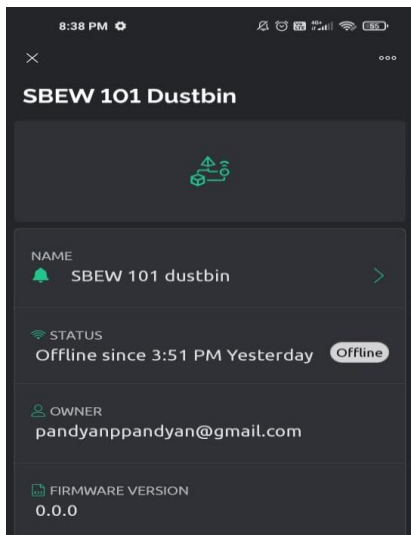 8:38 PM
55
SBEW 101 Dustbin
NAME
SBEW 101 dustbin
STATUS
Offline since 3:51 PM Yesterday Offline
OWNER
pandyanppandyan@gmail.com
FIRMWARE VERSION
0.0.0